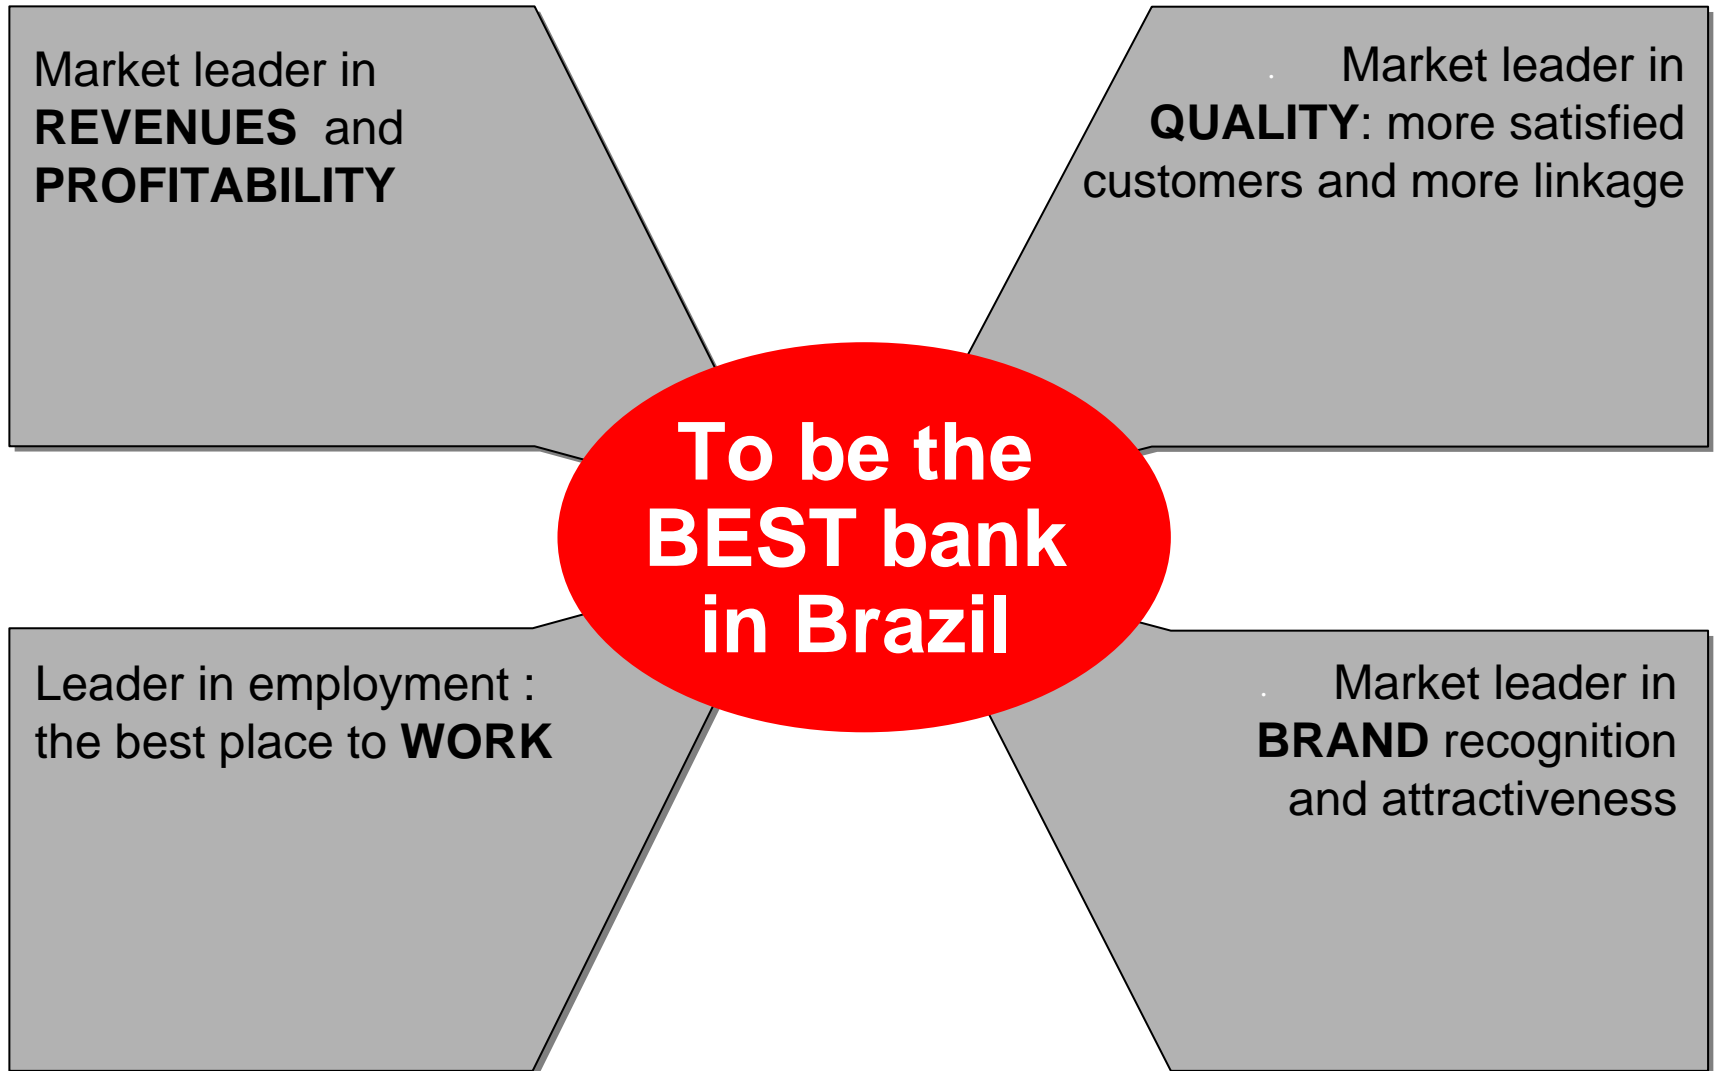 Market leader in
REVENUES and
PROFITABILITY
Market leader in
QUALITY: more satisfied
customers and more linkage
To be the
BEST bank
in Brazil
Leader in employment :
the best place to WORK
Market leader in
BRAND recognition
and attractiveness